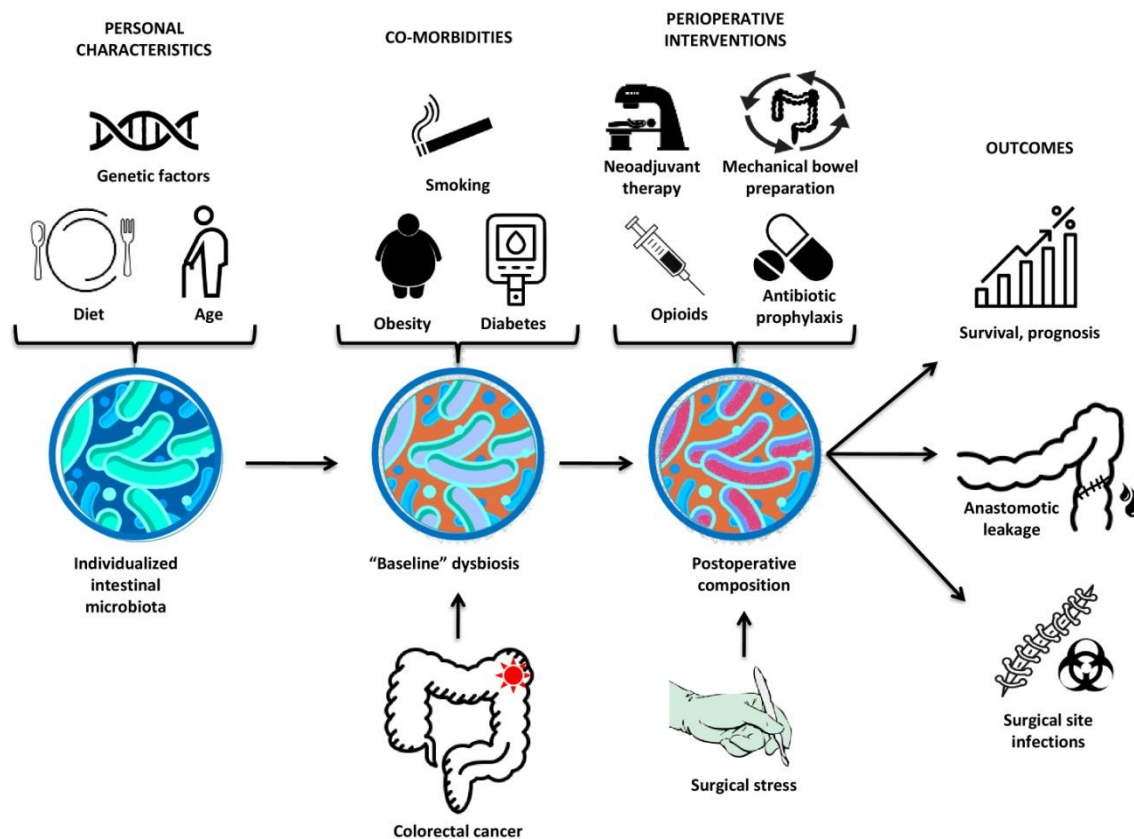 PERSONAL
CHARACTERISTICS
Genetic factors
Diet
Age
Individualized
intestinal
microbiota
CO-MORBIDITIES
Smoking
Obesity
Diabetes
“Baseline” dysbiosis
Colorectal cancer
PERIOPERATIVE
INTERVENTIONS
Neoadjuvant
therapy
Mechanical bowel
preparation
Opioids
Antibiotic
prophylaxis
Postoperative
composition
Surgical stress
OUTCOMES
%
Survival, prognosis
Anastomotic
leakage
Surgical site
infections